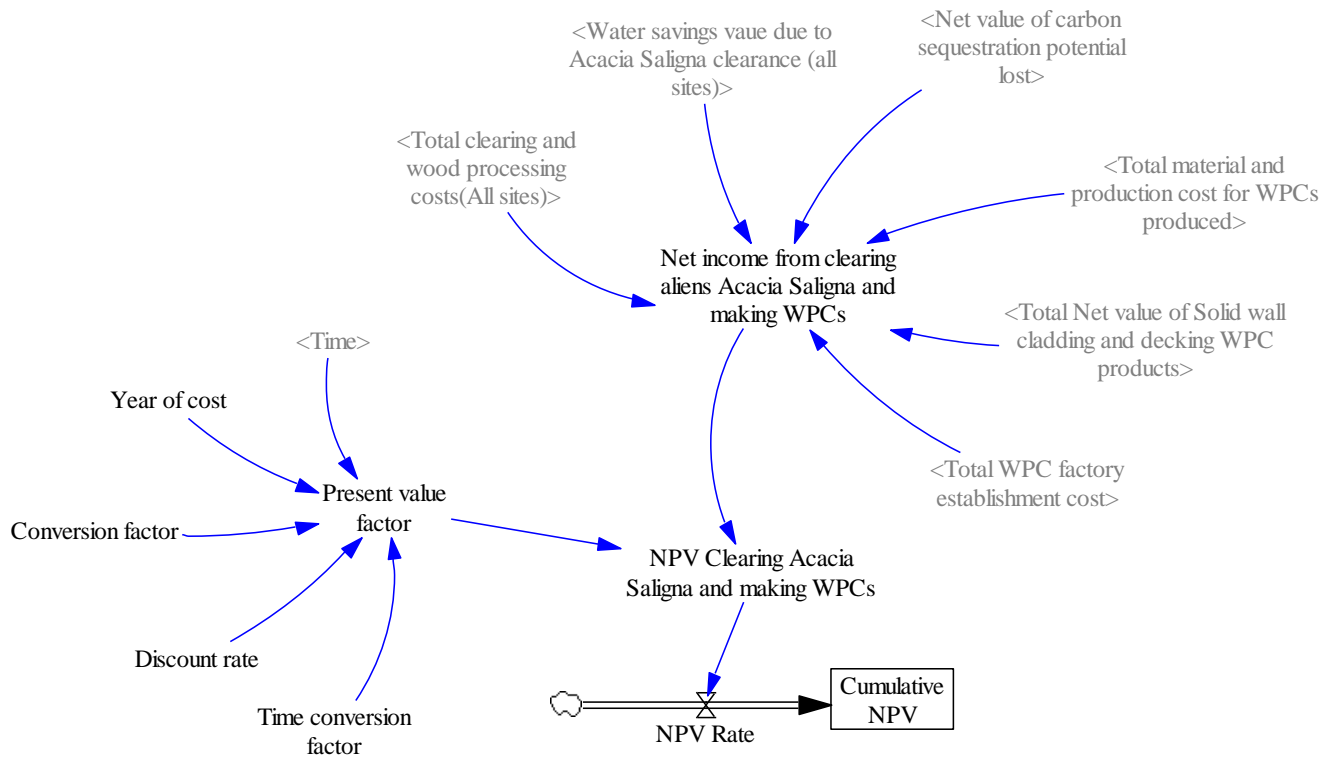 <Water savings vaue due to
Acacia Saligna clearance (all
sites)>
<Net value of carbon
sequestration potential
lost>
<Total clearing and
wood processing
costs(All sites)>
<Total material and
production cost for WPCs
produced>
Net income from clearing
aliens Acacia Saligna and
making WPCs
<Total Net value of Solid wall
cladding and decking WPC
products>
<Time>
Year of cost
<Total WPC factory
establishment cost>
Present value
factor
Conversion factor
NPV Clearing Acacia
Saligna and making WPCs
Discount rate
Time conversion
factor
Cumulative
NPV
NPV Rate